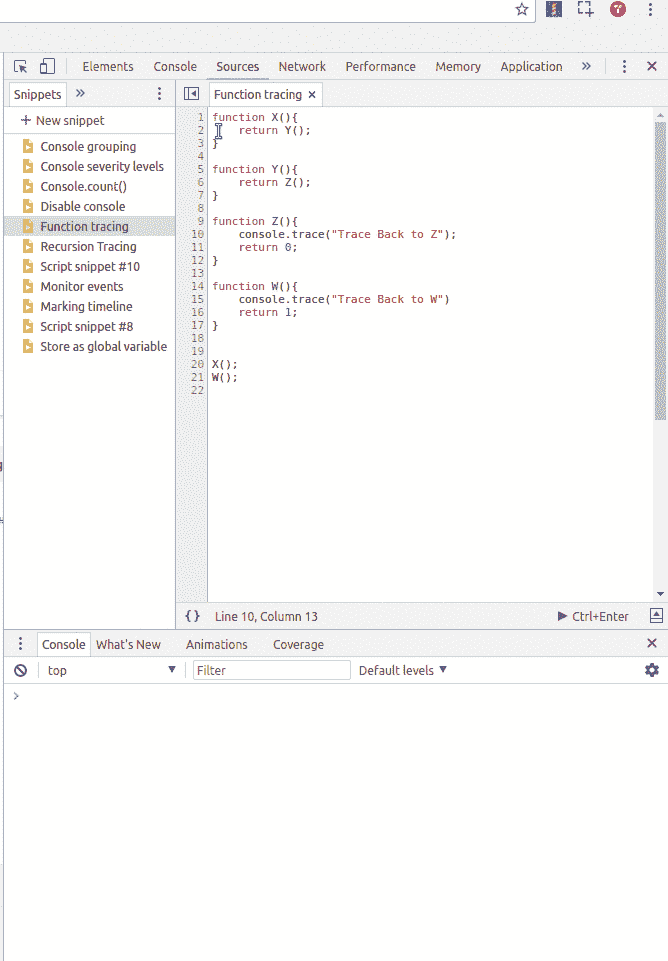 Elements Console Sources Network Performance Memory Application »
Snippets »
Function tracing ×
+ New snippet
Console grouping
Console severity levels
Console.count()
Disable console
Function tracing
Recursion Tracing
Script snippet #10
Monitor events
Marking timeline
Script snippet #8
Store as global variable
1 function X(){
2     return Y();
3 }
4
5 function Y(){
6     return Z();
7 }
8
9 function Z(){
10     console.trace("Trace Back to Z");
11     return 0;
12 }
13
14 function W(){
15     console.trace("Trace Back to W")
16     return 1;
17 }
18
19
20 X();
21 W();
22
{} Line 10, Column 13 Ctrl+Enter
Console What's New Animations Coverage
top Filter Default levels
>